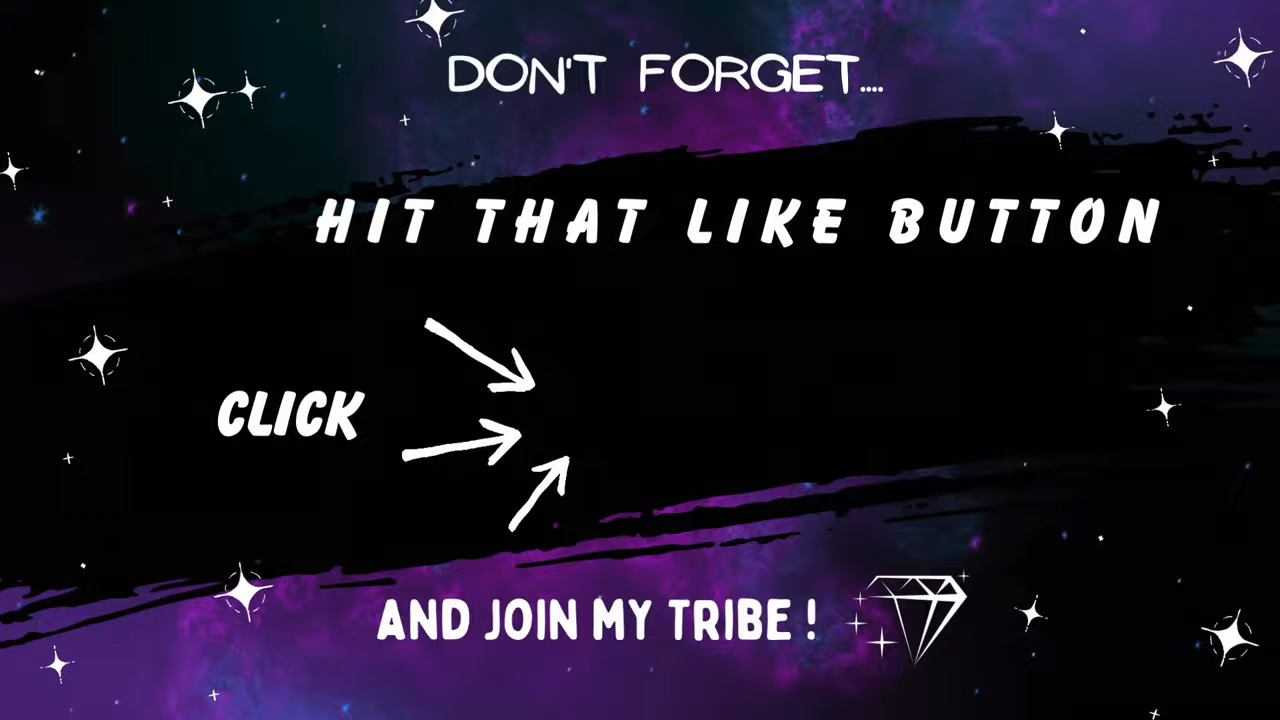 DON'T FORGET....
HIT THAT LIKE BUTTON
CLICK
AND JOIN MY TRIBE !